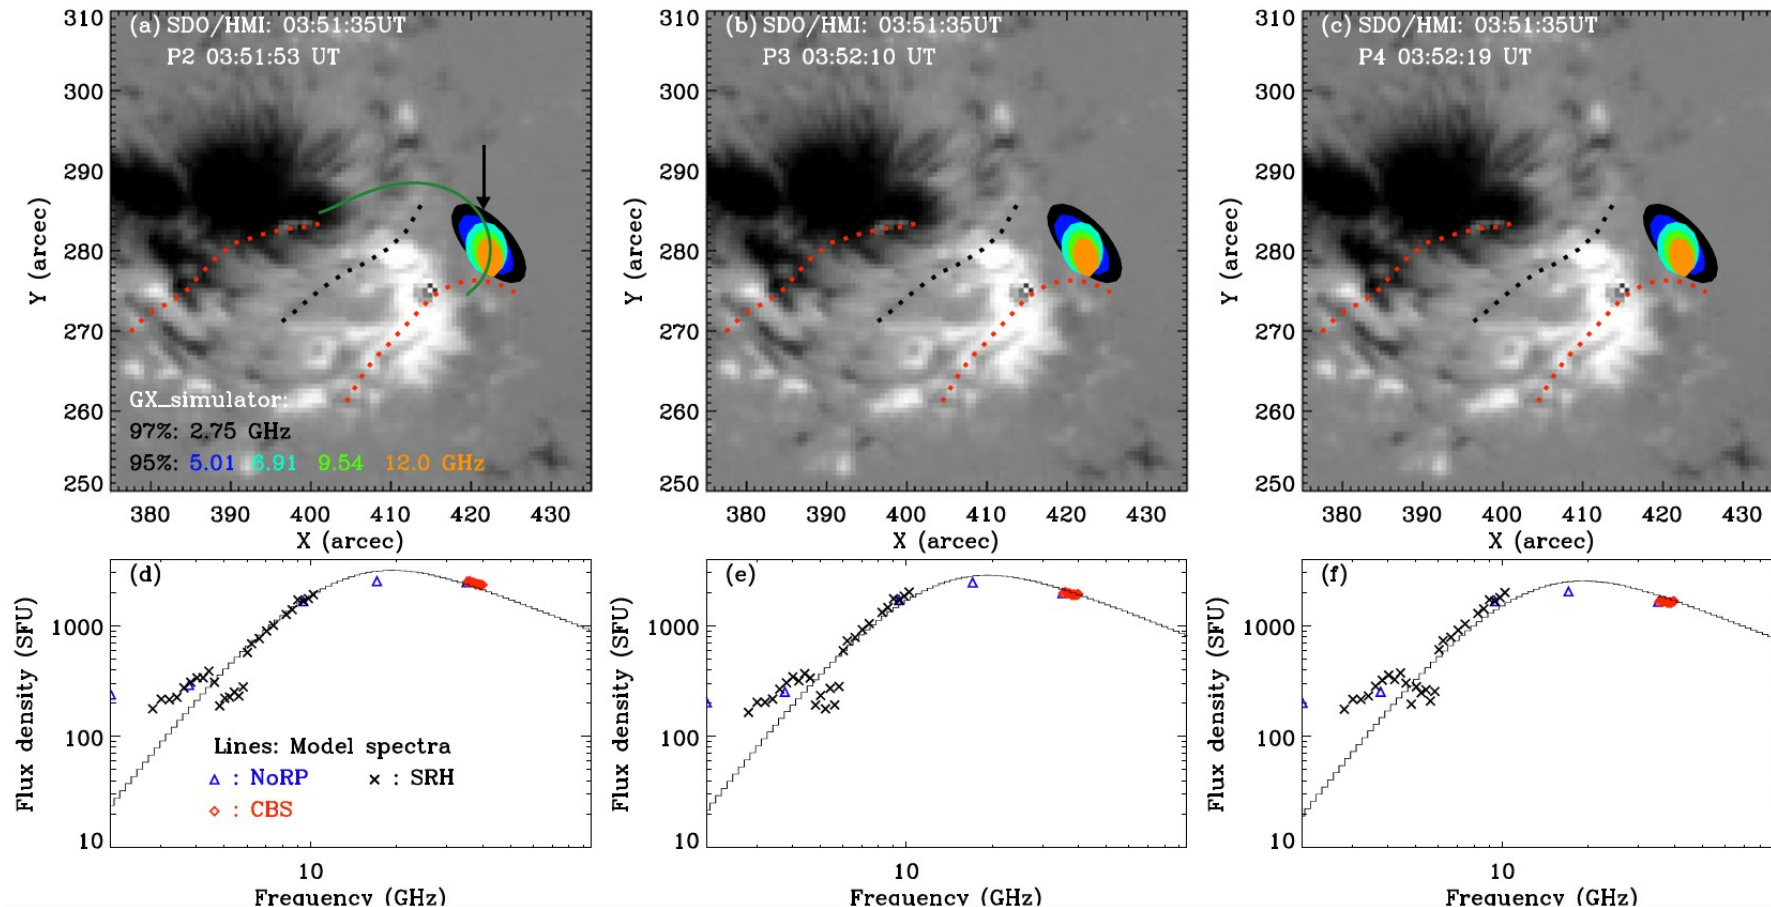 (a) SDO/HMI: 03:51:35UT
P2 03:51:53 UT
GX_simulator:
97%: 2.75 GHz
95%: 5.01 6.91 9.54 12.0 GHz
Y (arcsec)
310
300
290
280
270
260
250
380 390 400 410 420 430
X (arcsec)
(b) SDO/HMI: 03:51:35UT
P3 03:52:10 UT
Y (arcsec)
310
300
290
280
270
260
250
380 390 400 410 420 430
X (arcsec)
(c) SDO/HMI: 03:51:35UT
P4 03:52:19 UT
Y (arcsec)
310
300
290
280
270
260
250
380 390 400 410 420 430
X (arcsec)
(d)
Flux density (SFU)
1000
100
10
Lines: Model spectra
: NoRP
: SRH
: CBS
10
Frequency (GHz)
(e)
Flux density (SFU)
1000
100
10
10
Frequency (GHz)
(f)
Flux density (SFU)
1000
100
10
10
Frequency (GHz)